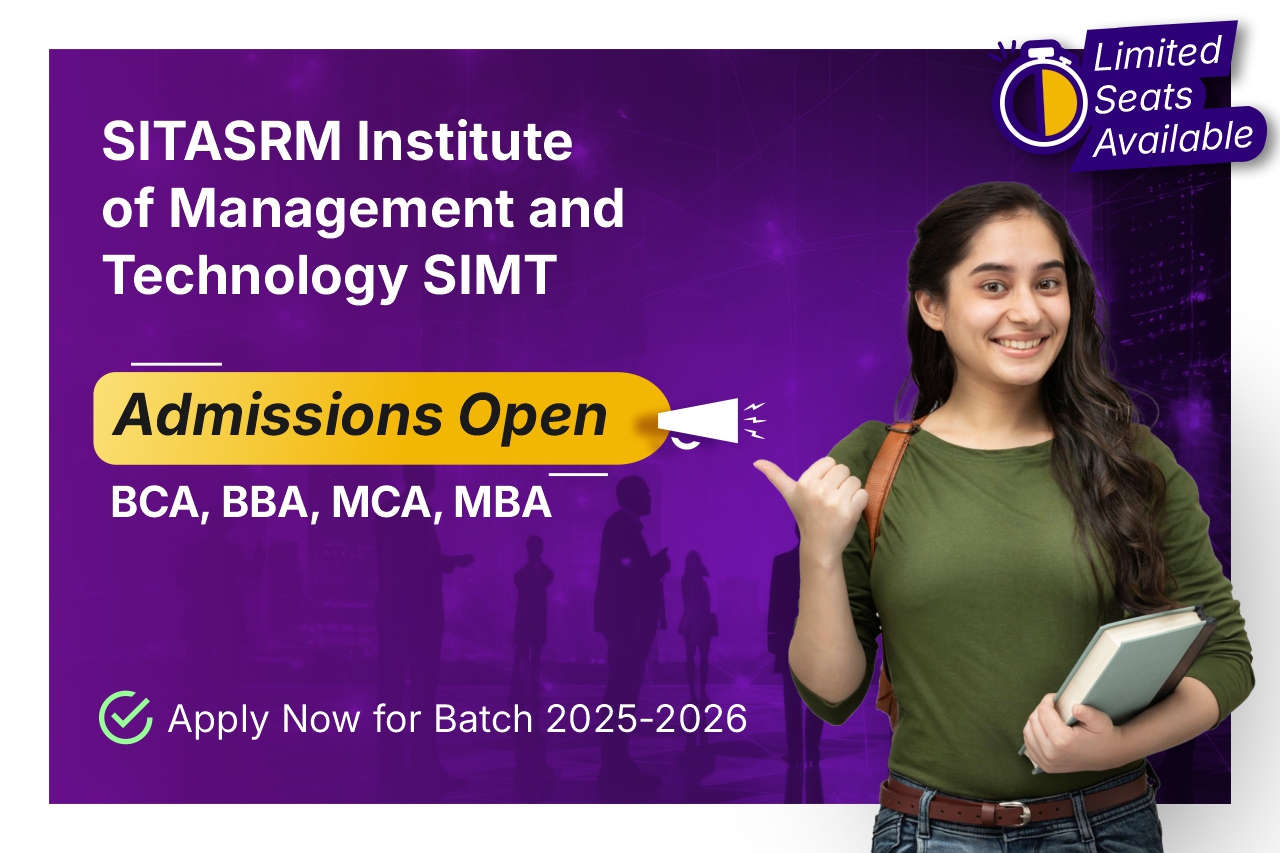 Limited
Seats
Available
SITASRM Institute
of Management and
Technology SIMT
Admissions Open
BCA, BBA, MCA, MBA
Apply Now for Batch 2025-2026